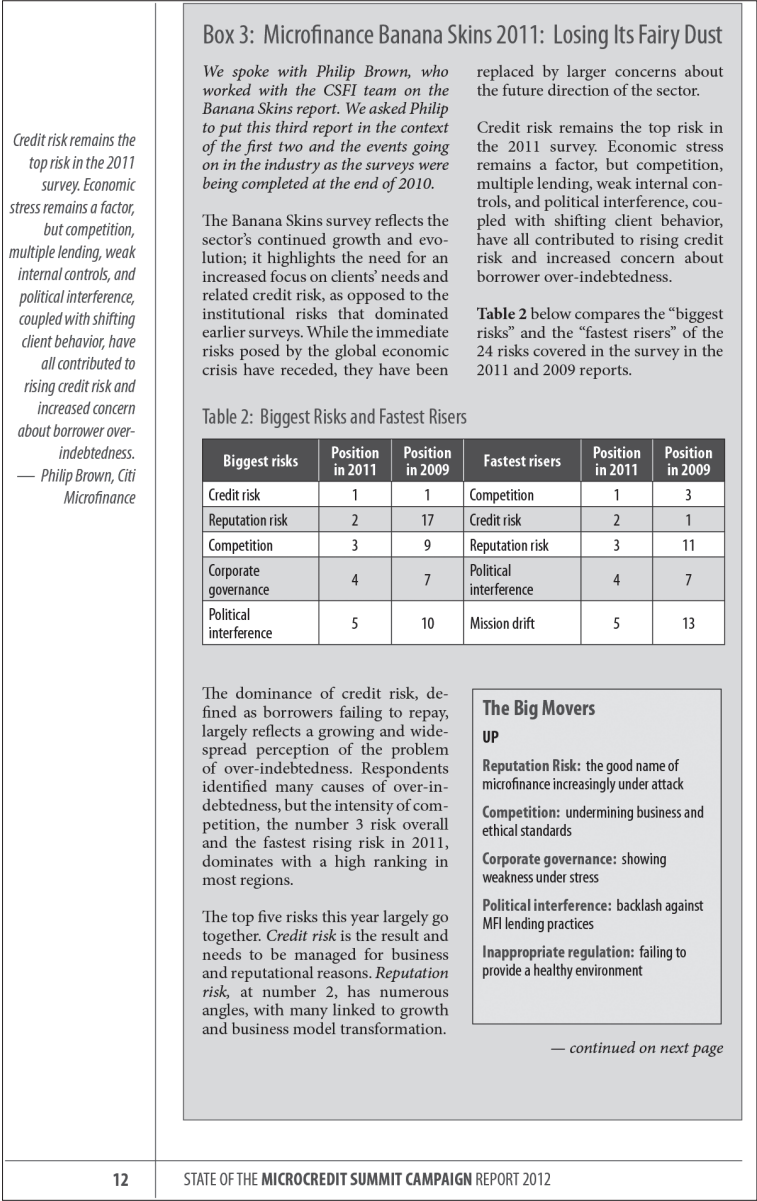 Credit risk remains the
top risk in the 2011
survey. Economic
stress remains a factor,
but competition,
multiple lending, weak
internal controls, and
political interference,
coupled with shifting
client behavior, have
all contributed to
rising credit risk and
increased concern
about borrower over-
indebtedness.
— Philip Brown, Citi
Microfinance
Box 3: Microfinance Banana Skins 2011: Losing Its Fairy Dust
We spoke with Philip Brown, who
worked with the CSFI team on the
Banana Skins report. We asked Philip
to put this third report in the context
of the first two and the events going
on in the industry as the surveys were
being completed at the end of 2010.
The Banana Skins survey reflects the
sector's continued growth and evo-
lution; it highlights the need for an
increased focus on clients' needs and
related credit risk, as opposed to the
institutional risks that dominated
earlier surveys. While the immediate
risks posed by the global economic
crisis have receded, they have been
replaced by larger concerns about
the future direction of the sector.
Credit risk remains the top risk in
the 2011 survey. Economic stress
remains a factor, but competition,
multiple lending, weak internal con-
trols, and political interference, cou-
pled with shifting client behavior,
have all contributed to rising credit
risk and increased concern about
borrower over-indebtedness.
Table 2 below compares the "biggest
risks" and the "fastest risers" of the
24 risks covered in the survey in the
2011 and 2009 reports.
Table 2: Biggest Risks and Fastest Risers
Biggest risks Position in 2011 Position in 2009 Fastest risers Position in 2011 Position in 2009
Credit risk 1 1 Competition 1 3
Reputation risk 2 17 Credit risk 2 1
Competition 3 9 Reputation risk 3 11
Corporate governance 4 7 Political interference 4 7
Political interference 5 10 Mission drift 5 13
The dominance of credit risk, de-
fined as borrowers failing to repay,
largely reflects a growing and wide-
spread perception of the problem
of over-indebtedness. Respondents
identified many causes of over-in-
debtedness, but the intensity of com-
petition, the number 3 risk overall
and the fastest rising risk in 2011,
dominates with a high ranking in
most regions.
The top five risks this year largely go
together. Credit risk is the result and
needs to be managed for business
and reputational reasons. Reputation
risk, at number 2, has numerous
angles, with many linked to growth
and business model transformation.
The Big Movers
UP
Reputation Risk: the good name of
microfinance increasingly under attack
Competition: undermining business and
ethical standards
Corporate governance: showing
weakness under stress
Political interference: backlash against
MFI lending practices
Inappropriate regulation: failing to
provide a healthy environment
— continued on next page
12 STATE OF THE MICROCREDIT SUMMIT CAMPAIGN REPORT 2012